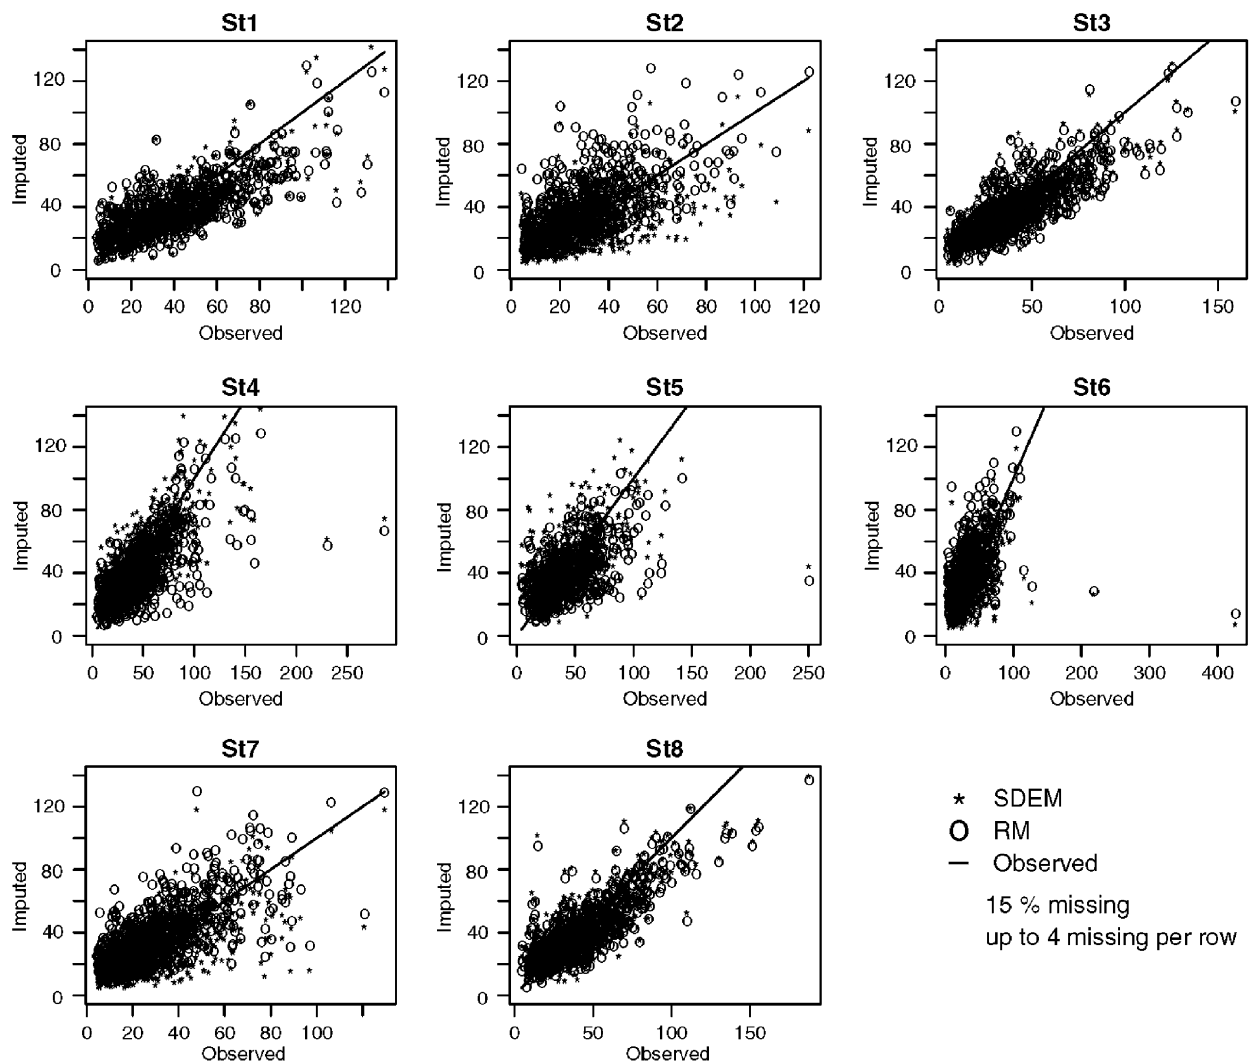 St1
St2
St3
Imputed
120
80
40
0
0 20 40 60 80 120
Observed
Imputed
120
80
40
0
0 20 40 60 80 100 120
Observed
Imputed
120
80
40
0
0 50 100 150
Observed
St4
St5
St6
Imputed
120
80
40
0
0 50 100 150 200 250
Observed
Imputed
120
80
40
0
0 50 100 150 200 250
Observed
Imputed
120
80
40
0
0 100 200 300 400
Observed
St7
St8
Imputed
120
80
40
0
0 20 40 60 80 100
Observed
Imputed
120
80
40
0
0 50 100 150
Observed
* SDEM
O RM
— Observed
15 % missing
up to 4 missing per row